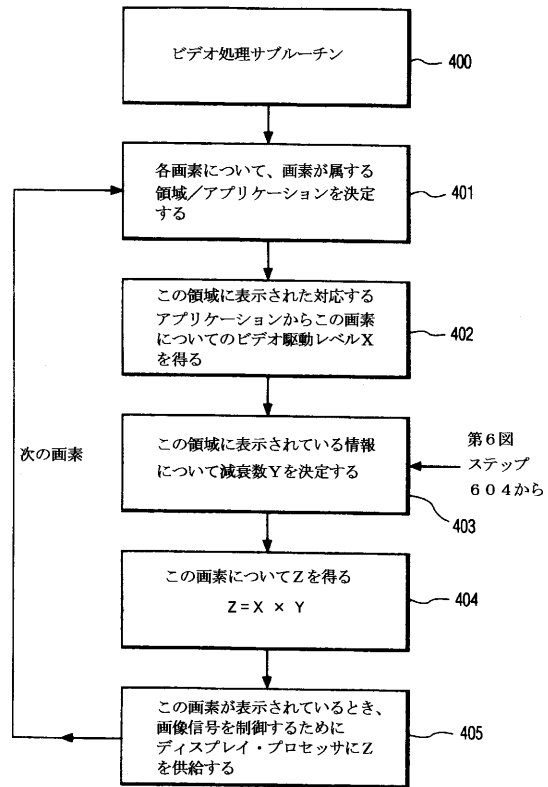 ビデオ処理サブルーチン
400
各画素について、画素が属する
領域／アプリケーションを決定
する
401
この領域に表示された対応する
アプリケーションからこの画素
についてのビデオ駆動レベルX
を得る
402
この領域に表示されている情報
について減衰数Yを決定する
403
第6図
ステップ
604から
次の画素
この画素についてZを得る
Z=X × Y
404
この画素が表示されているとき、
画像信号を制御するために
ディスプレイ・プロセッサにZ
を供給する
405